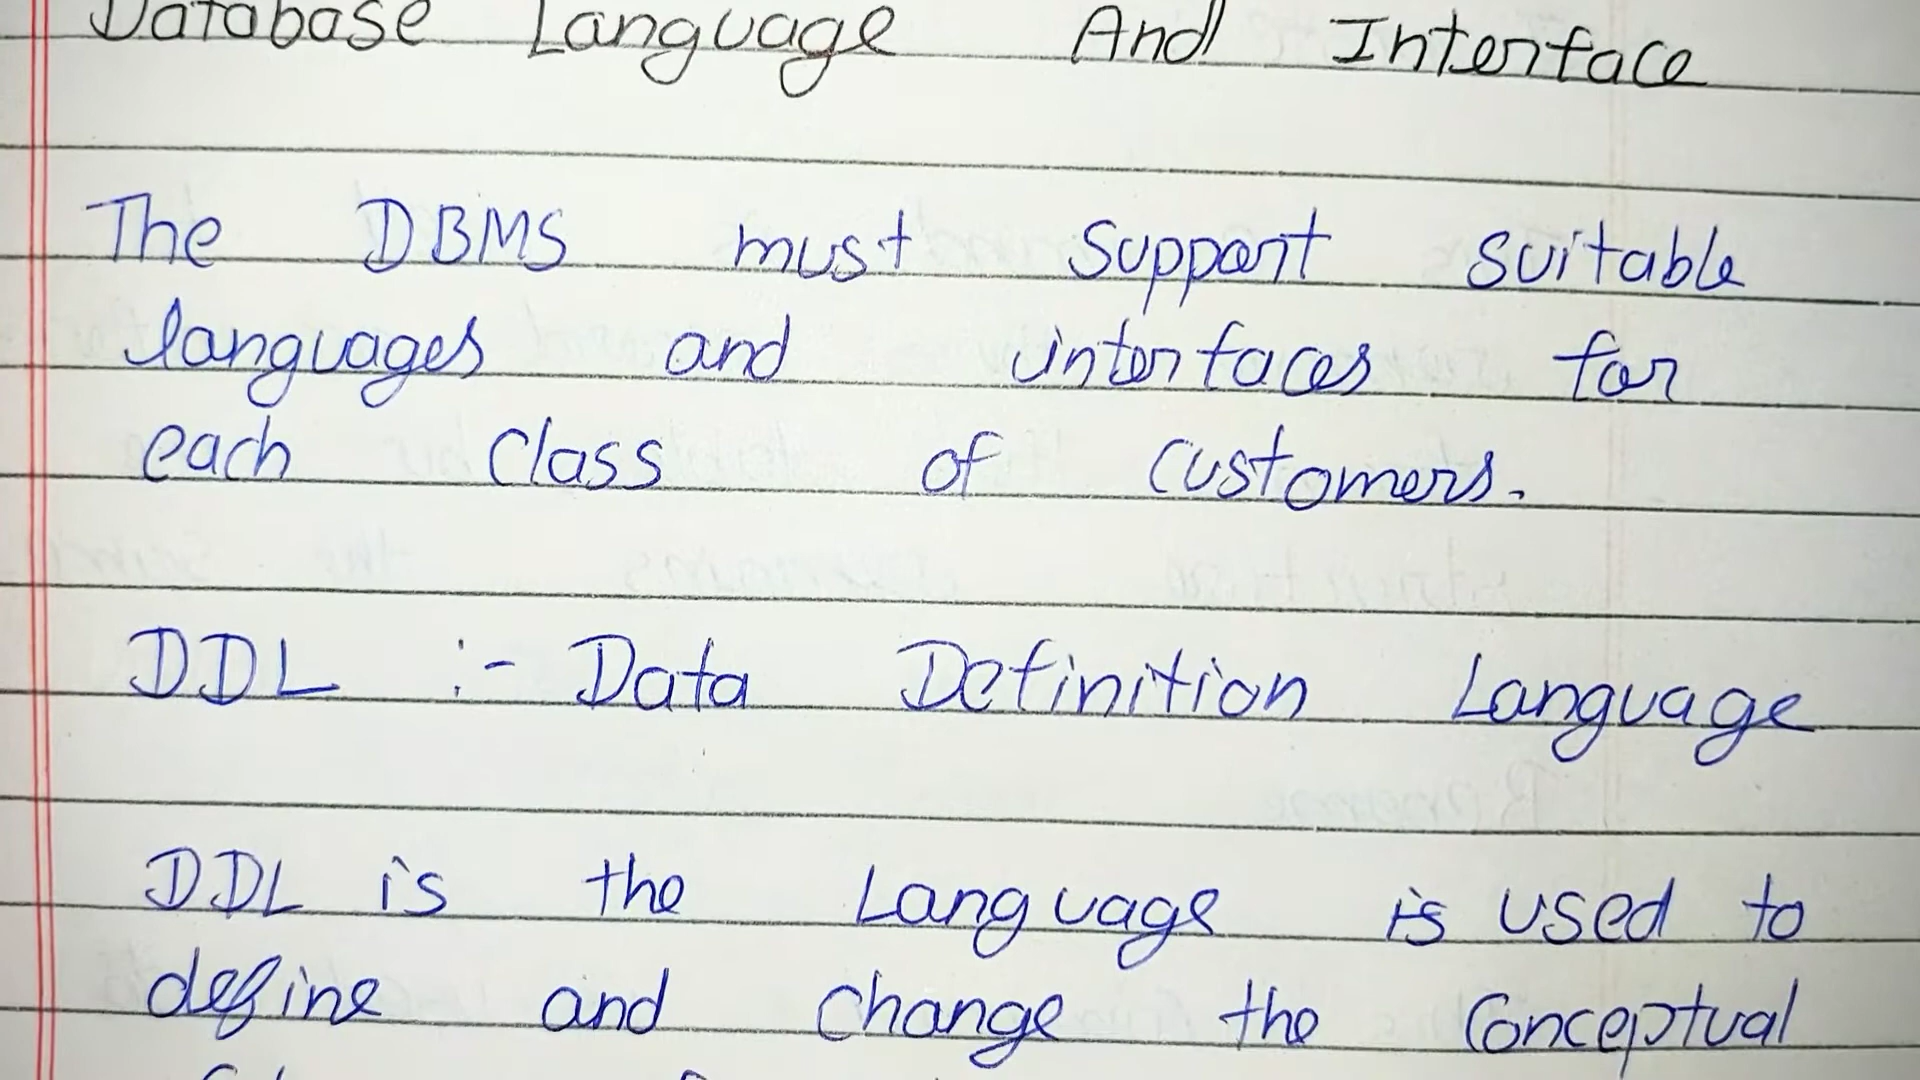 Database Language And Interface
The DBMS must support suitable
languages and interfaces for
each class of customers.
DDL :- Data Definition Language
DDL is the Language is used to
define and change the Conceptual